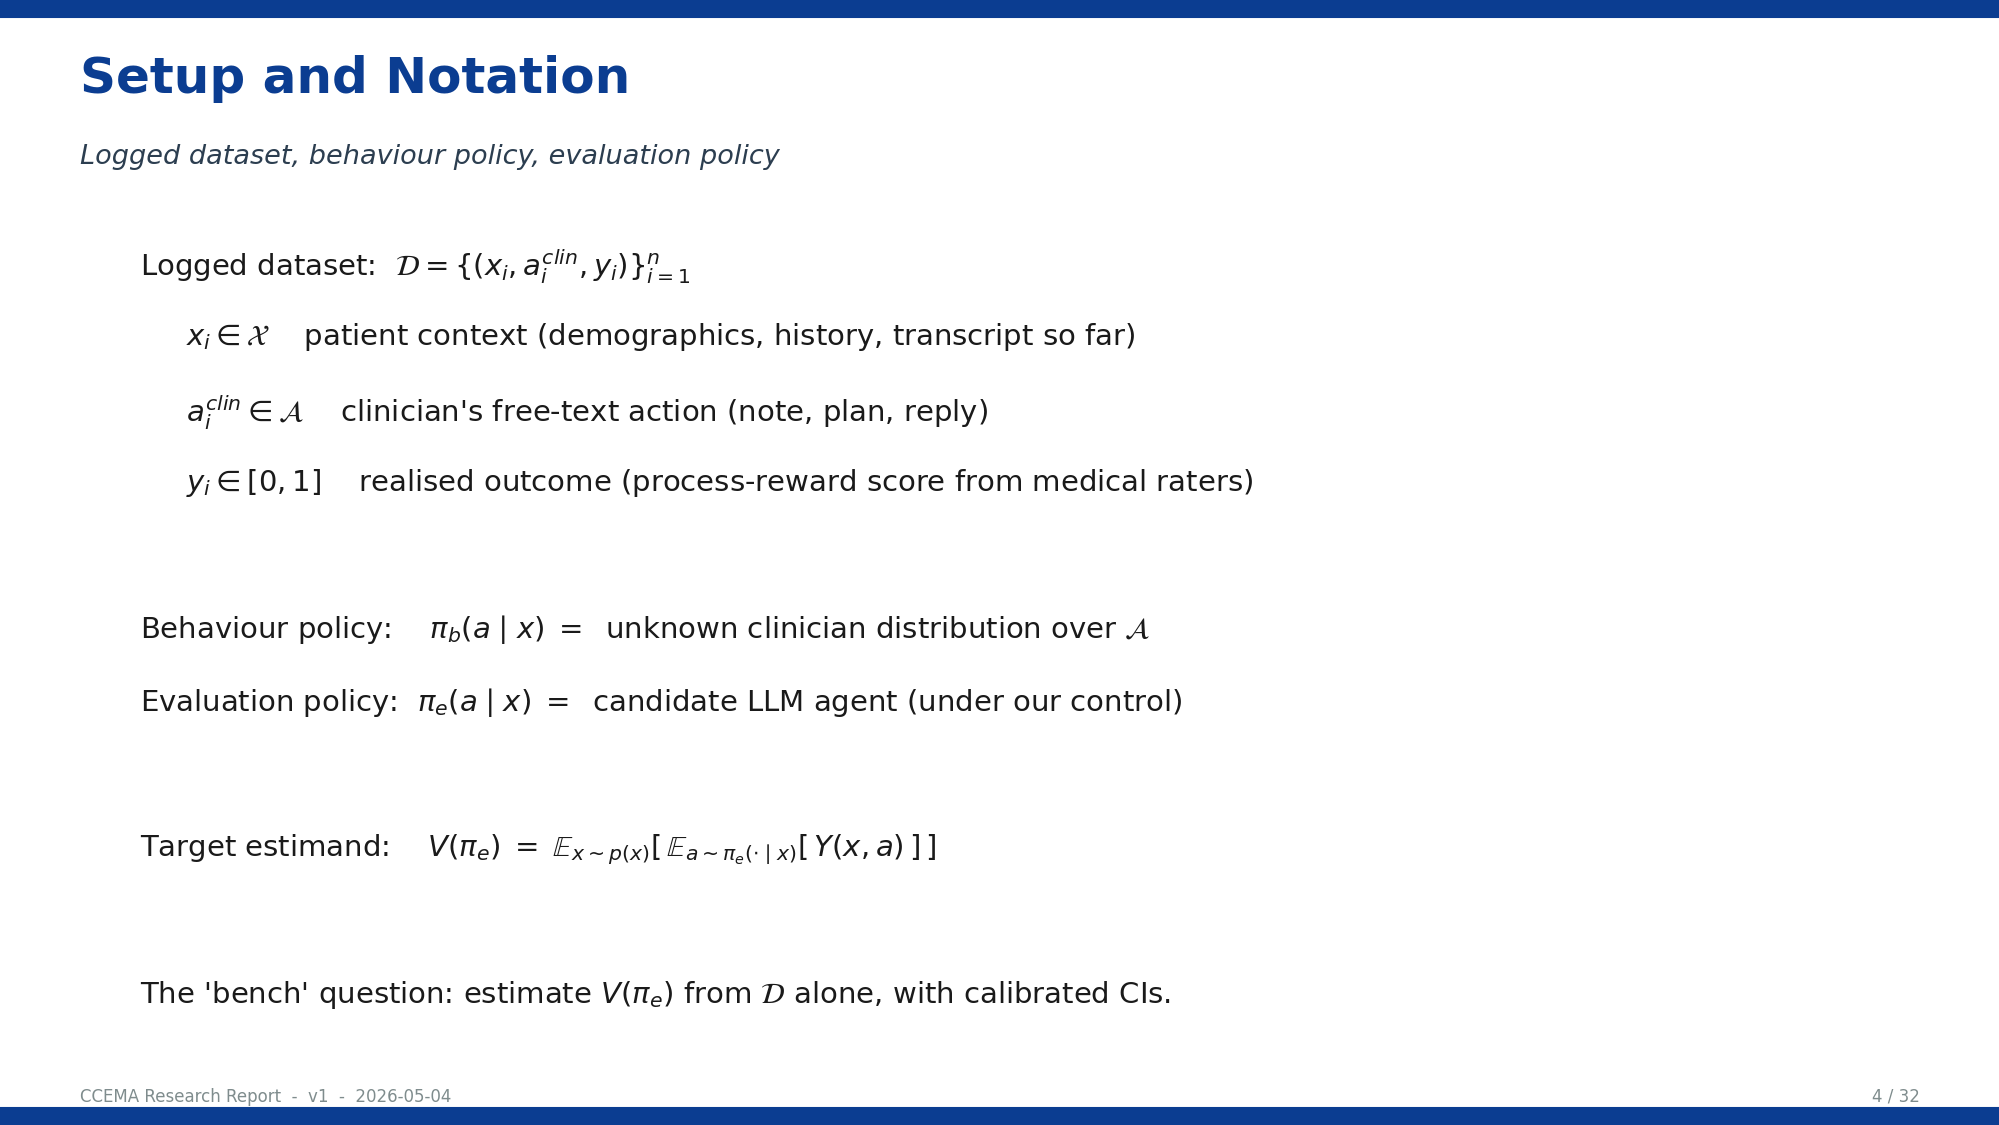 Setup and Notation
Logged dataset, behaviour policy, evaluation policy
Logged dataset: 𝒟 = {(x_i, a_i^{clin}, y_i)}_{i=1}^n
x_i ∈ 𝒳 patient context (demographics, history, transcript so far)
a_i^{clin} ∈ 𝒜 clinician's free-text action (note, plan, reply)
y_i ∈ [0, 1] realised outcome (process-reward score from medical raters)
Behaviour policy: π_b(a ∣ x) = unknown clinician distribution over 𝒜
Evaluation policy: π_e(a ∣ x) = candidate LLM agent (under our control)
Target estimand: V(π_e) = 𝔼_{x∼p(x)}[ 𝔼_{a∼π_e(·∣x)}[ Y(x, a) ] ]
The 'bench' question: estimate V(π_e) from 𝒟 alone, with calibrated CIs.
CCEMA Research Report - v1 - 2026-05-04
4 / 32